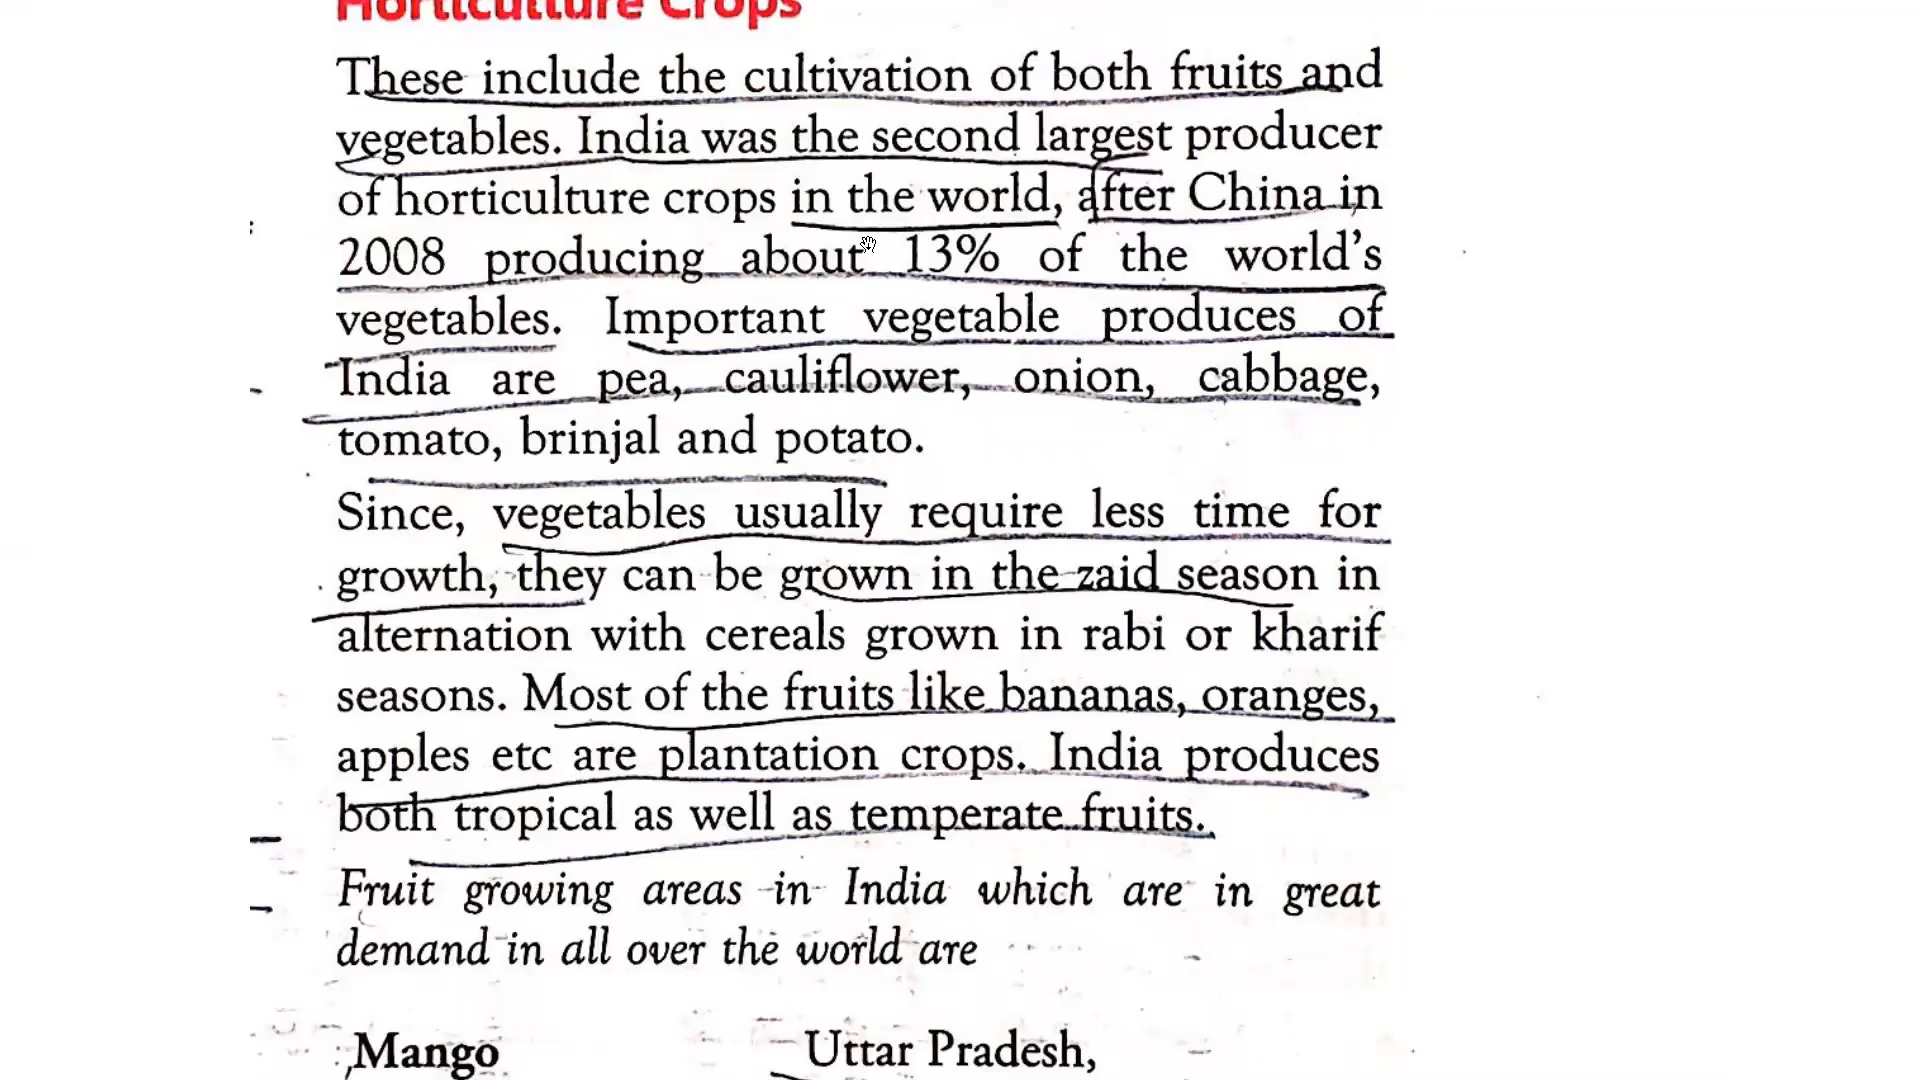 Horticulture Crops
These include the cultivation of both fruits and
vegetables. India was the second largest producer
of horticulture crops in the world, after China in
2008 producing about 13% of the world's
vegetables. Important vegetable produces of
India are pea, cauliflower, onion, cabbage,
tomato, brinjal and potato.
Since, vegetables usually require less time for
growth, they can be grown in the zaid season in
alternation with cereals grown in rabi or kharif
seasons. Most of the fruits like bananas, oranges,
apples etc are plantation crops. India produces
both tropical as well as temperate fruits.
Fruit growing areas in India which are in great
demand in all over the world are
Mango Uttar Pradesh,